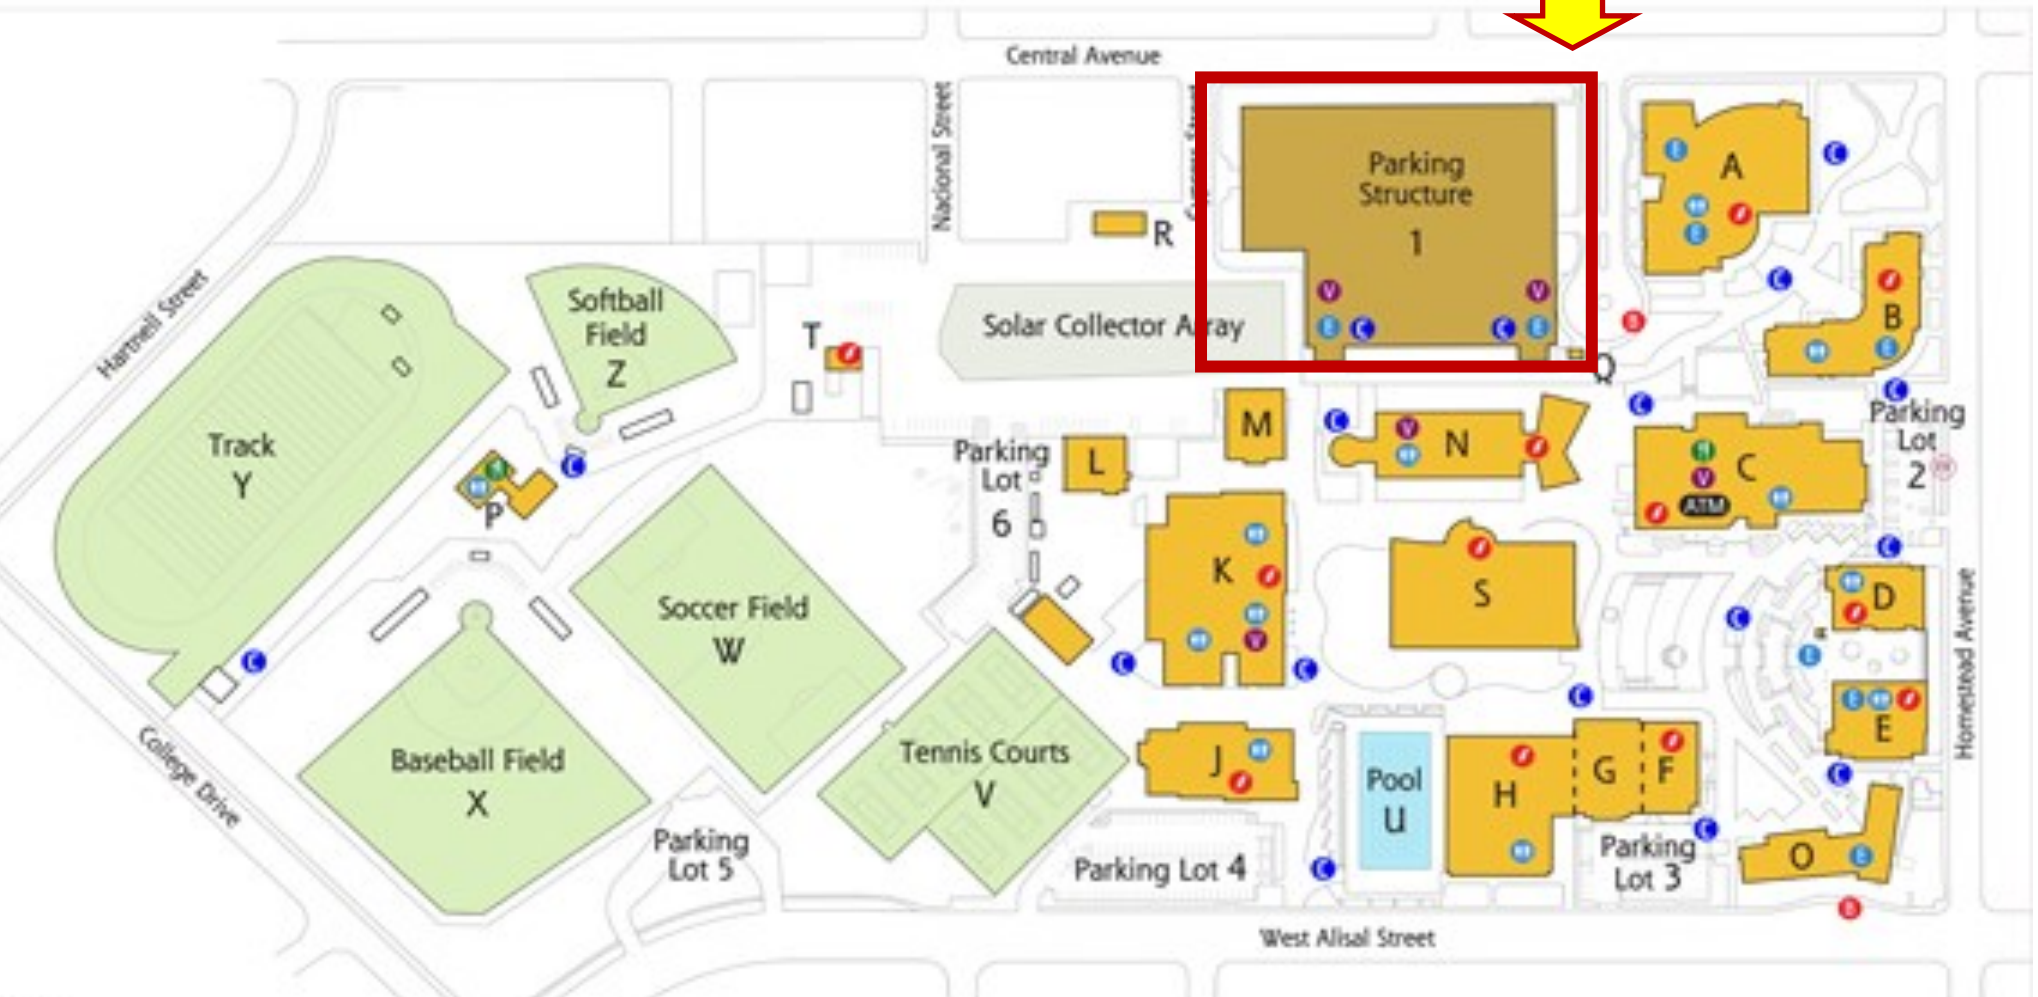 Central Avenue
Nacional Street
Parking
Structure
1
A
R
Hartnell Street
Softball
Field
Z
T
Solar Collector Array
V
V
E
C
C
E
B
Q
Track
Y
P
Parking
Lot
6
L
M
N
V
C
ATM
Parking
Lot
2
K
S
D
Soccer Field
W
V
E
Homestead Avenue
College Drive
Baseball Field
X
Tennis Courts
V
J
Pool
U
H
G
F
O
Parking
Lot 5
Parking Lot 4
Parking
Lot 3
West Alisal Street